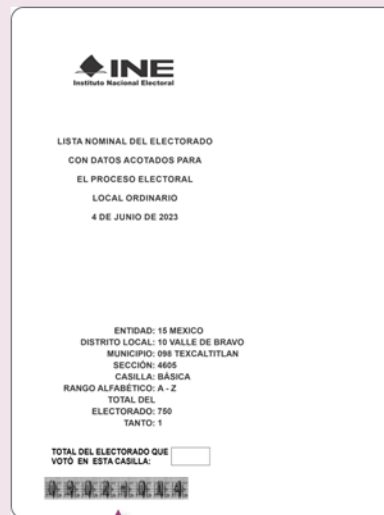 INE
Instituto Nacional Electoral
LISTA NOMINAL DEL ELECTORADO
CON DATOS ACOTADOS PARA
EL PROCESO ELECTORAL
LOCAL ORDINARIO
4 DE JUNIO DE 2023
ENTIDAD: 15 MEXICO
DISTRITO LOCAL: 10 VALLE DE BRAVO
MUNICIPIO: 098 TEXCALTITLAN
SECCIÓN: 4605
CASILLA: BÁSICA
RANGO ALFABÉTICO: A - Z
TOTAL DEL
ELECTORADO: 750
TANTO: 1
TOTAL DEL ELECTORADO QUE
VOTÓ EN ESTA CASILLA: